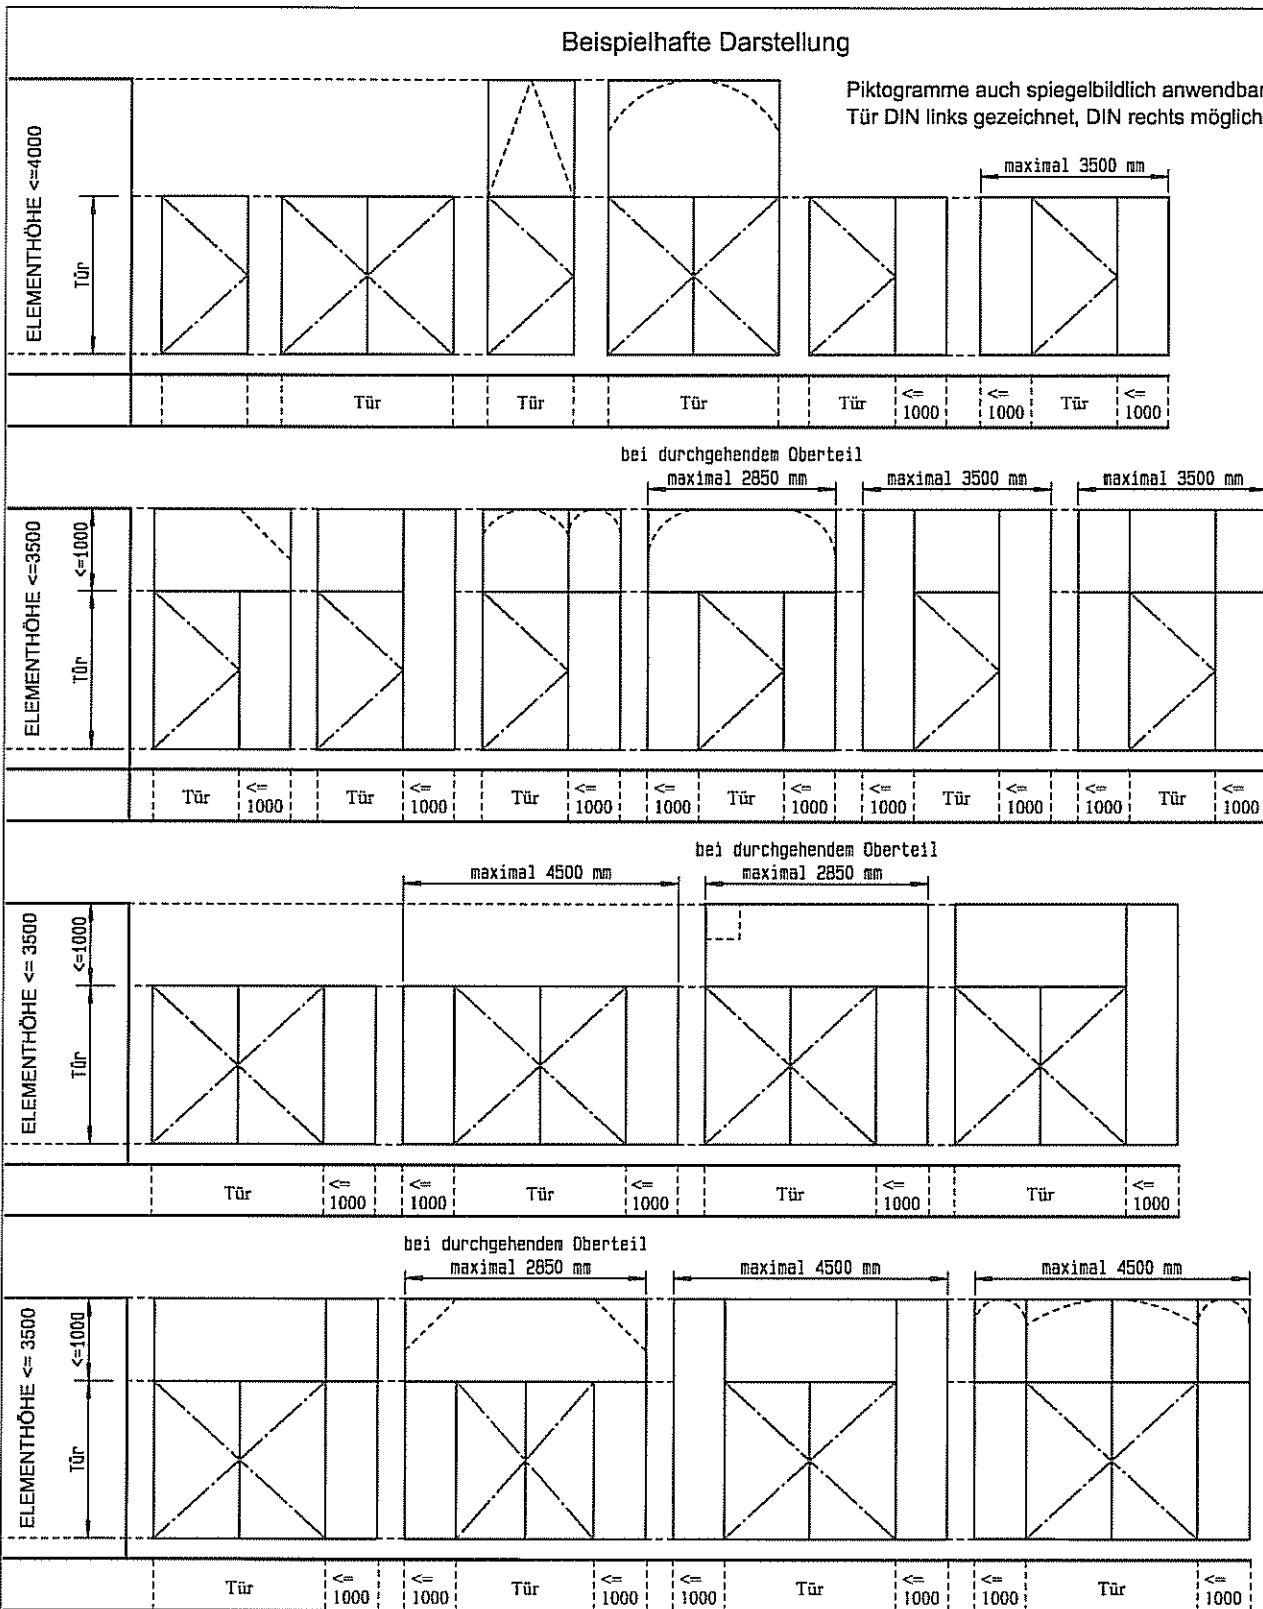 Beispielhafte Darstellung
Piktogramme auch spiegelbildlich anwendbar
Tür DIN links gezeichnet, DIN rechts möglich
ELEMENTHÖHE <=4000
Tür
maximal 3500 mm
Tür
Tür
Tür
Tür
<=
1000
<=
1000
Tür
<=
1000
bei durchgehendem Oberteil
maximal 2850 mm
maximal 3500 mm
maximal 3500 mm
ELEMENTHÖHE <=3500
<=1000
Tür
Tür
<=
1000
Tür
<=
1000
Tür
<=
1000
<=
1000
Tür
<=
1000
<=
1000
Tür
<=
1000
<=
1000
Tür
<=
1000
bei durchgehendem Oberteil
maximal 4500 mm
maximal 2850 mm
ELEMENTHÖHE <= 3500
<=1000
Tür
Tür
<=
1000
<=
1000
Tür
<=
1000
Tür
<=
1000
Tür
<=
1000
bei durchgehendem Oberteil
maximal 2850 mm
maximal 4500 mm
maximal 4500 mm
ELEMENTHÖHE <= 3500
<=1000
Tür
Tür
<=
1000
<=
1000
Tür
<=
1000
<=
1000
Tür
<=
1000
<=
1000
Tür
<=
1000